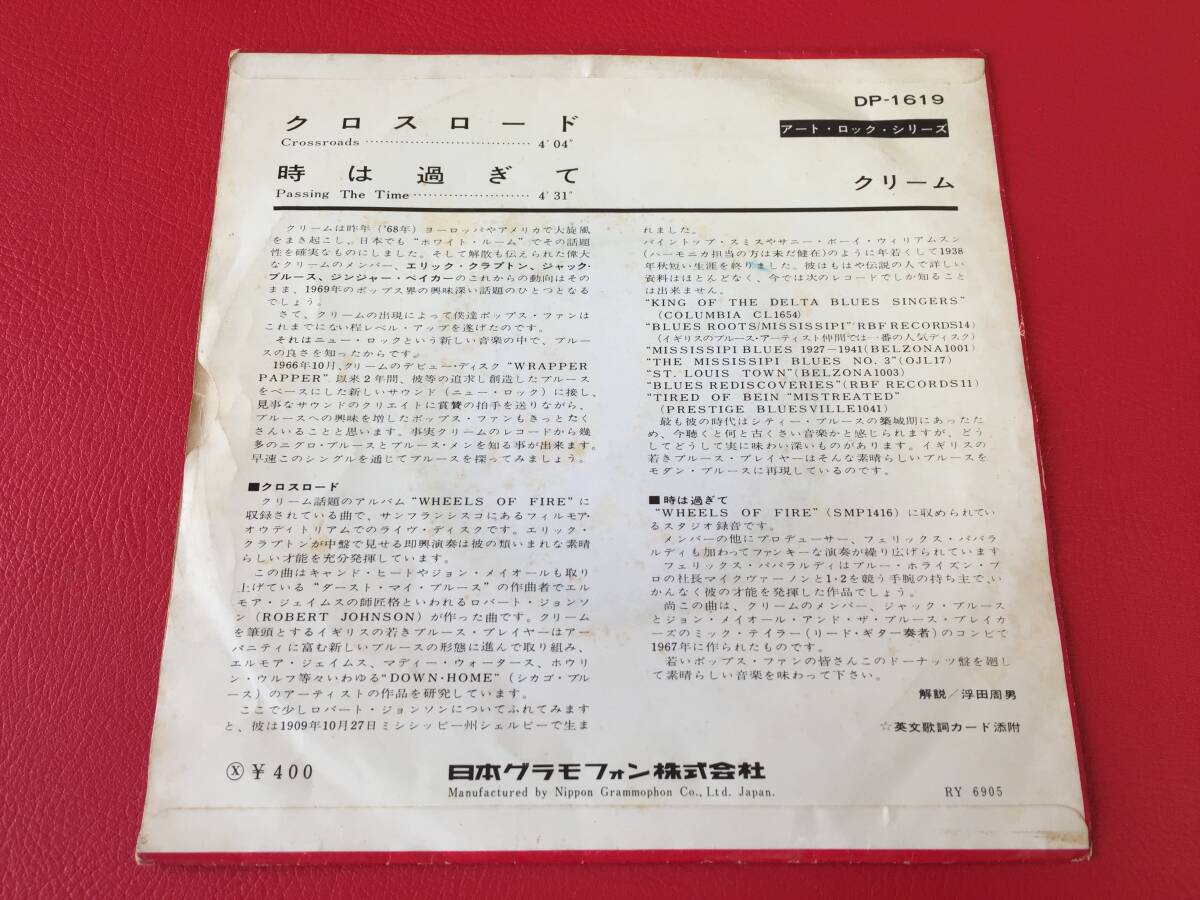 DP-1619
アート・ロック・シリーズ
クロスロード
Crossroads 4'04"
時は過ぎて
Passing The Time 4'31"
クリーム
クリームは昨年('68年)ヨーロッパやアメリカで大旋風
をまき起こし、日本でも“ホワイト・ルーム”でその話題
性を確実なものにしました。そして解散も伝えられた偉大
なクリームのメンバー、エリック・クラプトン、ジャック・
ブルース、ジンジャー・ベイカーのこれからの動向はその
まま、1969年のポップス界の興味深い話題のひとつとなる
でしょう。
さて、クリームの出現によって僕達ポップス・ファンは
これまでにない程レベル・アップを遂げたのです。
それはニュー・ロックという新しい音楽の中で、ブルー
スの良さを知ったからです。
1966年10月、クリームのデビュー・ディスク“WRAPPER
PAPPER”以来2年間、彼等の追求し創造したブルース
をベースにした新しいサウンド(ニュー・ロック)に接し、
見事なサウンドのクリエイトに賞賛の拍手を送りながら、
ブルースへの興味を増したポップス・ファンもきっとたく
さんいることと思います。事実クリームのレコードから幾
多のニグロ・ブルースとブルース・メンを知る事が出来ます。
早速このシングルを通じてブルースを探ってみましょう。
■クロスロード
クリーム話題のアルバム“WHEELS OF FIRE”に
収録されている曲で、サンフランシスコにあるフィルモア・
オウディトリアムでのライヴ・ディスクです。エリック・
クラプトンが中盤で見せる即興演奏は彼の類いまれな素晴
らしい才能を充分発揮しています。
この曲はキャンド・ヒートやジョン・メイオールも取り
上げている“ダースト・マイ・ブルース”の作曲者でエル
モア・ジェイムスの師匠格といわれるロバート・ジョンソ
ン(ROBERT JOHNSON)が作った曲です。クリーム
を筆頭とするイギリスの若きブルース・プレイヤーはアー
バニティに富む新しいブルースの形態に進んで取り組み、
エルモア・ジェイムス、マディー・ウォータース、ホウリ
ン・ウルフ等々いわゆる“DOWN・HOME”(シカゴ・ブル
ース)のアーティストの作品を研究しています。
ここで少しロバート・ジョンソンについてふれてみます
と、彼は1909年10月27日ミシシッピー州シェルビーで生ま
れました。
パイントップ・スミスやサニー・ボーイ・ウィリアムスン
(ハーモニカ担当の方は未だ健在)のように年若くして1938
年秋短い生涯を終りました。彼はもはや伝説の人で詳しい
資料はほとんどなく、今では次のレコードでしか知ること
は出来ません。
“KING OF THE DELTA BLUES SINGERS”
(COLUMBIA CL1654)
“BLUES ROOTS/MISSISSIPI”RBF RECORDS14)
(イギリスのブルース・アーティスト仲間では一番の人気ディスク)
“MISSISSIPI BLUES 1927-1941(BELZONA1001)
“THE MISSISSIPI BLUES NO.3”(OJL17)
“ST. LOUIS TOWN”(BELZONA1003)
“BLUES REDISCOVERIES”(RBF RECORDS11)
“TIRED OF BEIN “MISTREATED”
(PRESTIGE BLUESVILLE1041)
最も彼の時代はシティー・ブルースの築城期にあったた
め、今聴くと何と古くさい音楽かと感じられますが、どう
してどうして実に味わい深いものがあります。イギリスの
若きブルース・プレイヤーはそんな素晴らしいブルースを
モダン・ブルースに再現しているのです。
■時は過ぎて
“WHEELS OF FIRE”(SMP1416)に収められてい
るスタジオ録音です。
メンバーの他にプロデューサー、フェリックス・パパラ
ルディも加わってファンキーな演奏が繰り広げられています
フェリックス・パパラルディはブルー・ホライズン・プ
ロの社長マイクヴァーノンと1・2を競う手腕の持ち主で、い
かんなく彼の才能を発揮した作品でしょう。
尚この曲は、クリームのメンバー、ジャック・ブルース
とジョン・メイオール・アンド・ザ・ブルース・ブレイカ
ーズのミック・テイラー(リード・ギター奏者)のコンビで
1967年に作られたものです。
若いポップス・ファンの皆さんこのドーナッツ盤を廻し
て素晴らしい音楽を味わって下さい。
解説/浮田周男
☆英文歌詞カード添附
Ⓧ¥400
日本グラモフォン株式会社
Manufactured by Nippon Grammophon Co., Ltd. Japan.
RY 6905